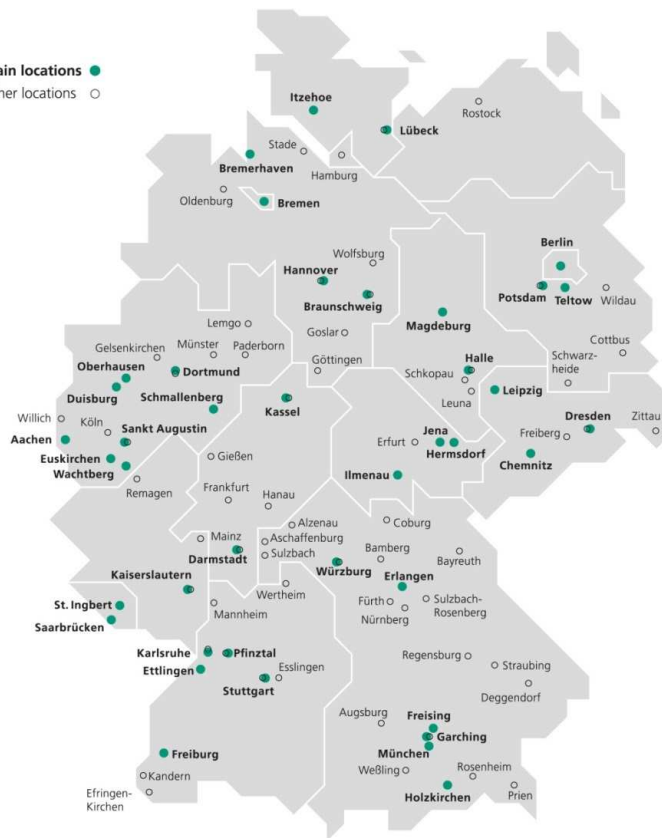 ain locations
ner locations
Itzehoe
Rostock
Lübeck
Stade
Hamburg
Bremerhaven
Oldenburg
Bremen
Wolfsburg
Berlin
Hannover
Potsdam
Teltow
Wildau
Braunschweig
Magdeburg
Lemgo
Goslar
Cottbus
Gelsenkirchen
Münster
Paderborn
Göttingen
Halle
Schwarz-
heide
Oberhausen
Dortmund
Schkopau
Leipzig
Duisburg
Schmallenberg
Kassel
Leuna
Willich
Köln
Dresden
Zittau
Aachen
Sankt Augustin
Erfurt
Jena
Freiberg
Hermsdorf
Euskirchen
Gießen
Chemnitz
Wachtberg
Ilmenau
Remagen
Frankfurt
Hanau
Alzenau
Coburg
Mainz
Aschaffenburg
Bamberg
Darmstadt
Sulzbach
Bayreuth
Würzburg
Kaiserslautern
Erlangen
Wertheim
St. Ingbert
Mannheim
Fürth
Sulzbach-
Rosenberg
Nürnberg
Saarbrücken
Karlsruhe
Pfinztal
Regensburg
Straubing
Ettlingen
Esslingen
Stuttgart
Deggendorf
Augsburg
Freising
Garching
Freiburg
München
Kandern
Weßling
Rosenheim
Efringen-
Kirchen
Holzkirchen
Prien